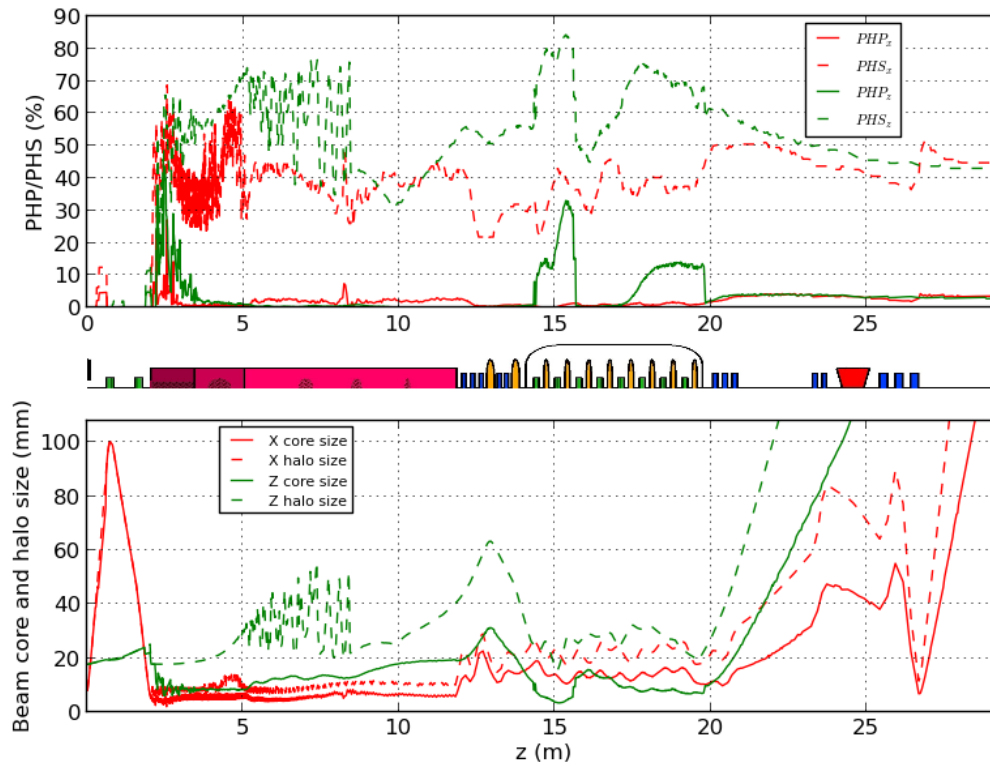 90
80
70
60
50
40
30
20
10
0
PHP/PHS (%)
PHP_x
PHS_x
PHP_z
PHS_z
0 5 10 15 20 25
100
80
60
40
20
0
Beam core and halo size (mm)
X core size
X halo size
Z core size
Z halo size
0 5 10 15 20 25
z (m)